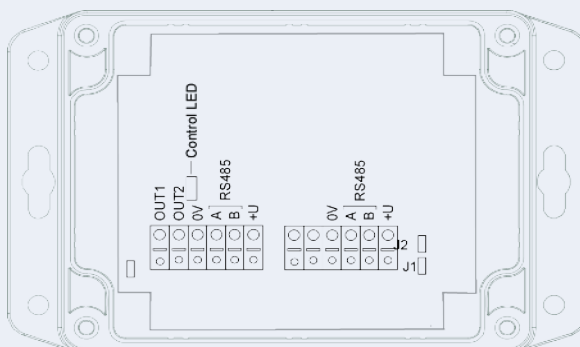 Control LED
RS485
OUT1
OUT2
0V
A
B
+U
RS485
0V
A
B
+U
J2
J1